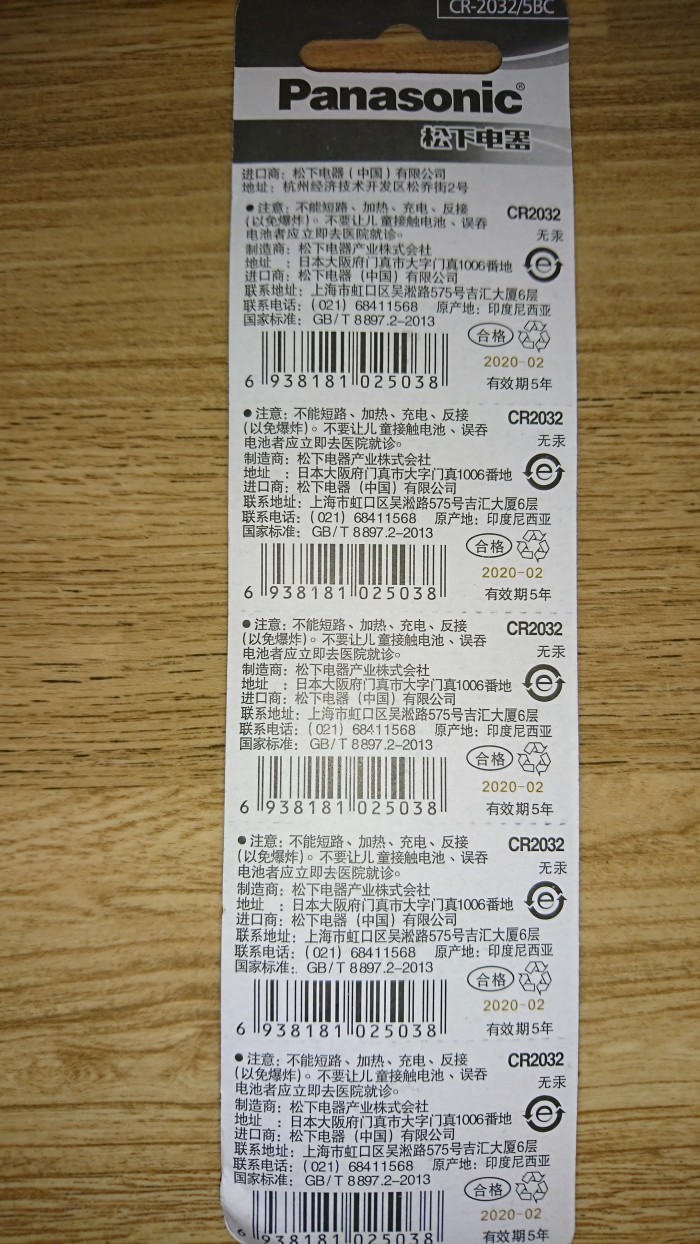 CR-2032/5BC
Panasonic®
松下电器
进口商：松下电器（中国）有限公司
地址：杭州经济技术开发区松乔街2号
●注意：不能短路、加热、充电、反接 CR2032
(以免爆炸)。不要让儿童接触电池、误吞 无汞
电池者应立即去医院就诊。
制造商：松下电器产业株式会社
地址 ：日本大阪府门真市大字门真1006番地 e
进口商：松下电器（中国）有限公司
联系地址：上海市虹口区吴淞路575号吉汇大厦6层
联系电话：(021) 68411568 原产地：印度尼西亚
国家标准：GB/T 8897.2-2013
合格
2020-02
6 938181 025038 有效期5年
●注意：不能短路、加热、充电、反接 CR2032
(以免爆炸)。不要让儿童接触电池、误吞 无汞
电池者应立即去医院就诊。
制造商：松下电器产业株式会社
地址 ：日本大阪府门真市大字门真1006番地 e
进口商：松下电器（中国）有限公司
联系地址：上海市虹口区吴淞路575号吉汇大厦6层
联系电话：(021) 68411568 原产地：印度尼西亚
国家标准：GB/T 8897.2-2013
合格
2020-02
6 938181 025038 有效期5年
●注意：不能短路、加热、充电、反接 CR2032
(以免爆炸)。不要让儿童接触电池、误吞 无汞
电池者应立即去医院就诊。
制造商：松下电器产业株式会社
地址 ：日本大阪府门真市大字门真1006番地 e
进口商：松下电器（中国）有限公司
联系地址：上海市虹口区吴淞路575号吉汇大厦6层
联系电话：(021) 68411568 原产地：印度尼西亚
国家标准：GB/T 8897.2-2013
合格
2020-02
6 938181 025038 有效期5年
●注意：不能短路、加热、充电、反接 CR2032
(以免爆炸)。不要让儿童接触电池、误吞 无汞
电池者应立即去医院就诊。
制造商：松下电器产业株式会社
地址 ：日本大阪府门真市大字门真1006番地 e
进口商：松下电器（中国）有限公司
联系地址：上海市虹口区吴淞路575号吉汇大厦6层
联系电话：(021) 68411568 原产地：印度尼西亚
国家标准：GB/T 8897.2-2013
合格
2020-02
6 938181 025038 有效期5年
●注意：不能短路、加热、充电、反接 CR2032
(以免爆炸)。不要让儿童接触电池、误吞 无汞
电池者应立即去医院就诊。
制造商：松下电器产业株式会社
地址 ：日本大阪府门真市大字门真1006番地 e
进口商：松下电器（中国）有限公司
联系地址：上海市虹口区吴淞路575号吉汇大厦6层
联系电话：(021) 68411568 原产地：印度尼西亚
国家标准：GB/T 8897.2-2013
合格
2020-02
6 938181 025038 有效期5年